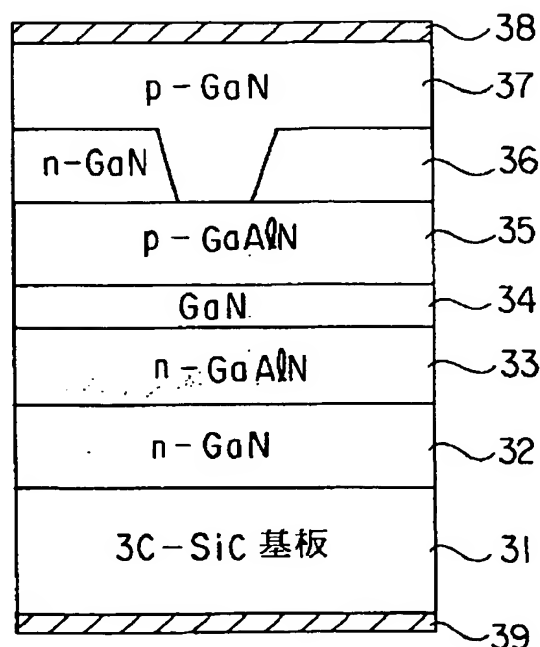 38
p-GaN 37
n-GaN 36
p-GaAlN 35
GaN 34
n-GaAlN 33
n-GaN 32
3C-SiC 基板 31
39